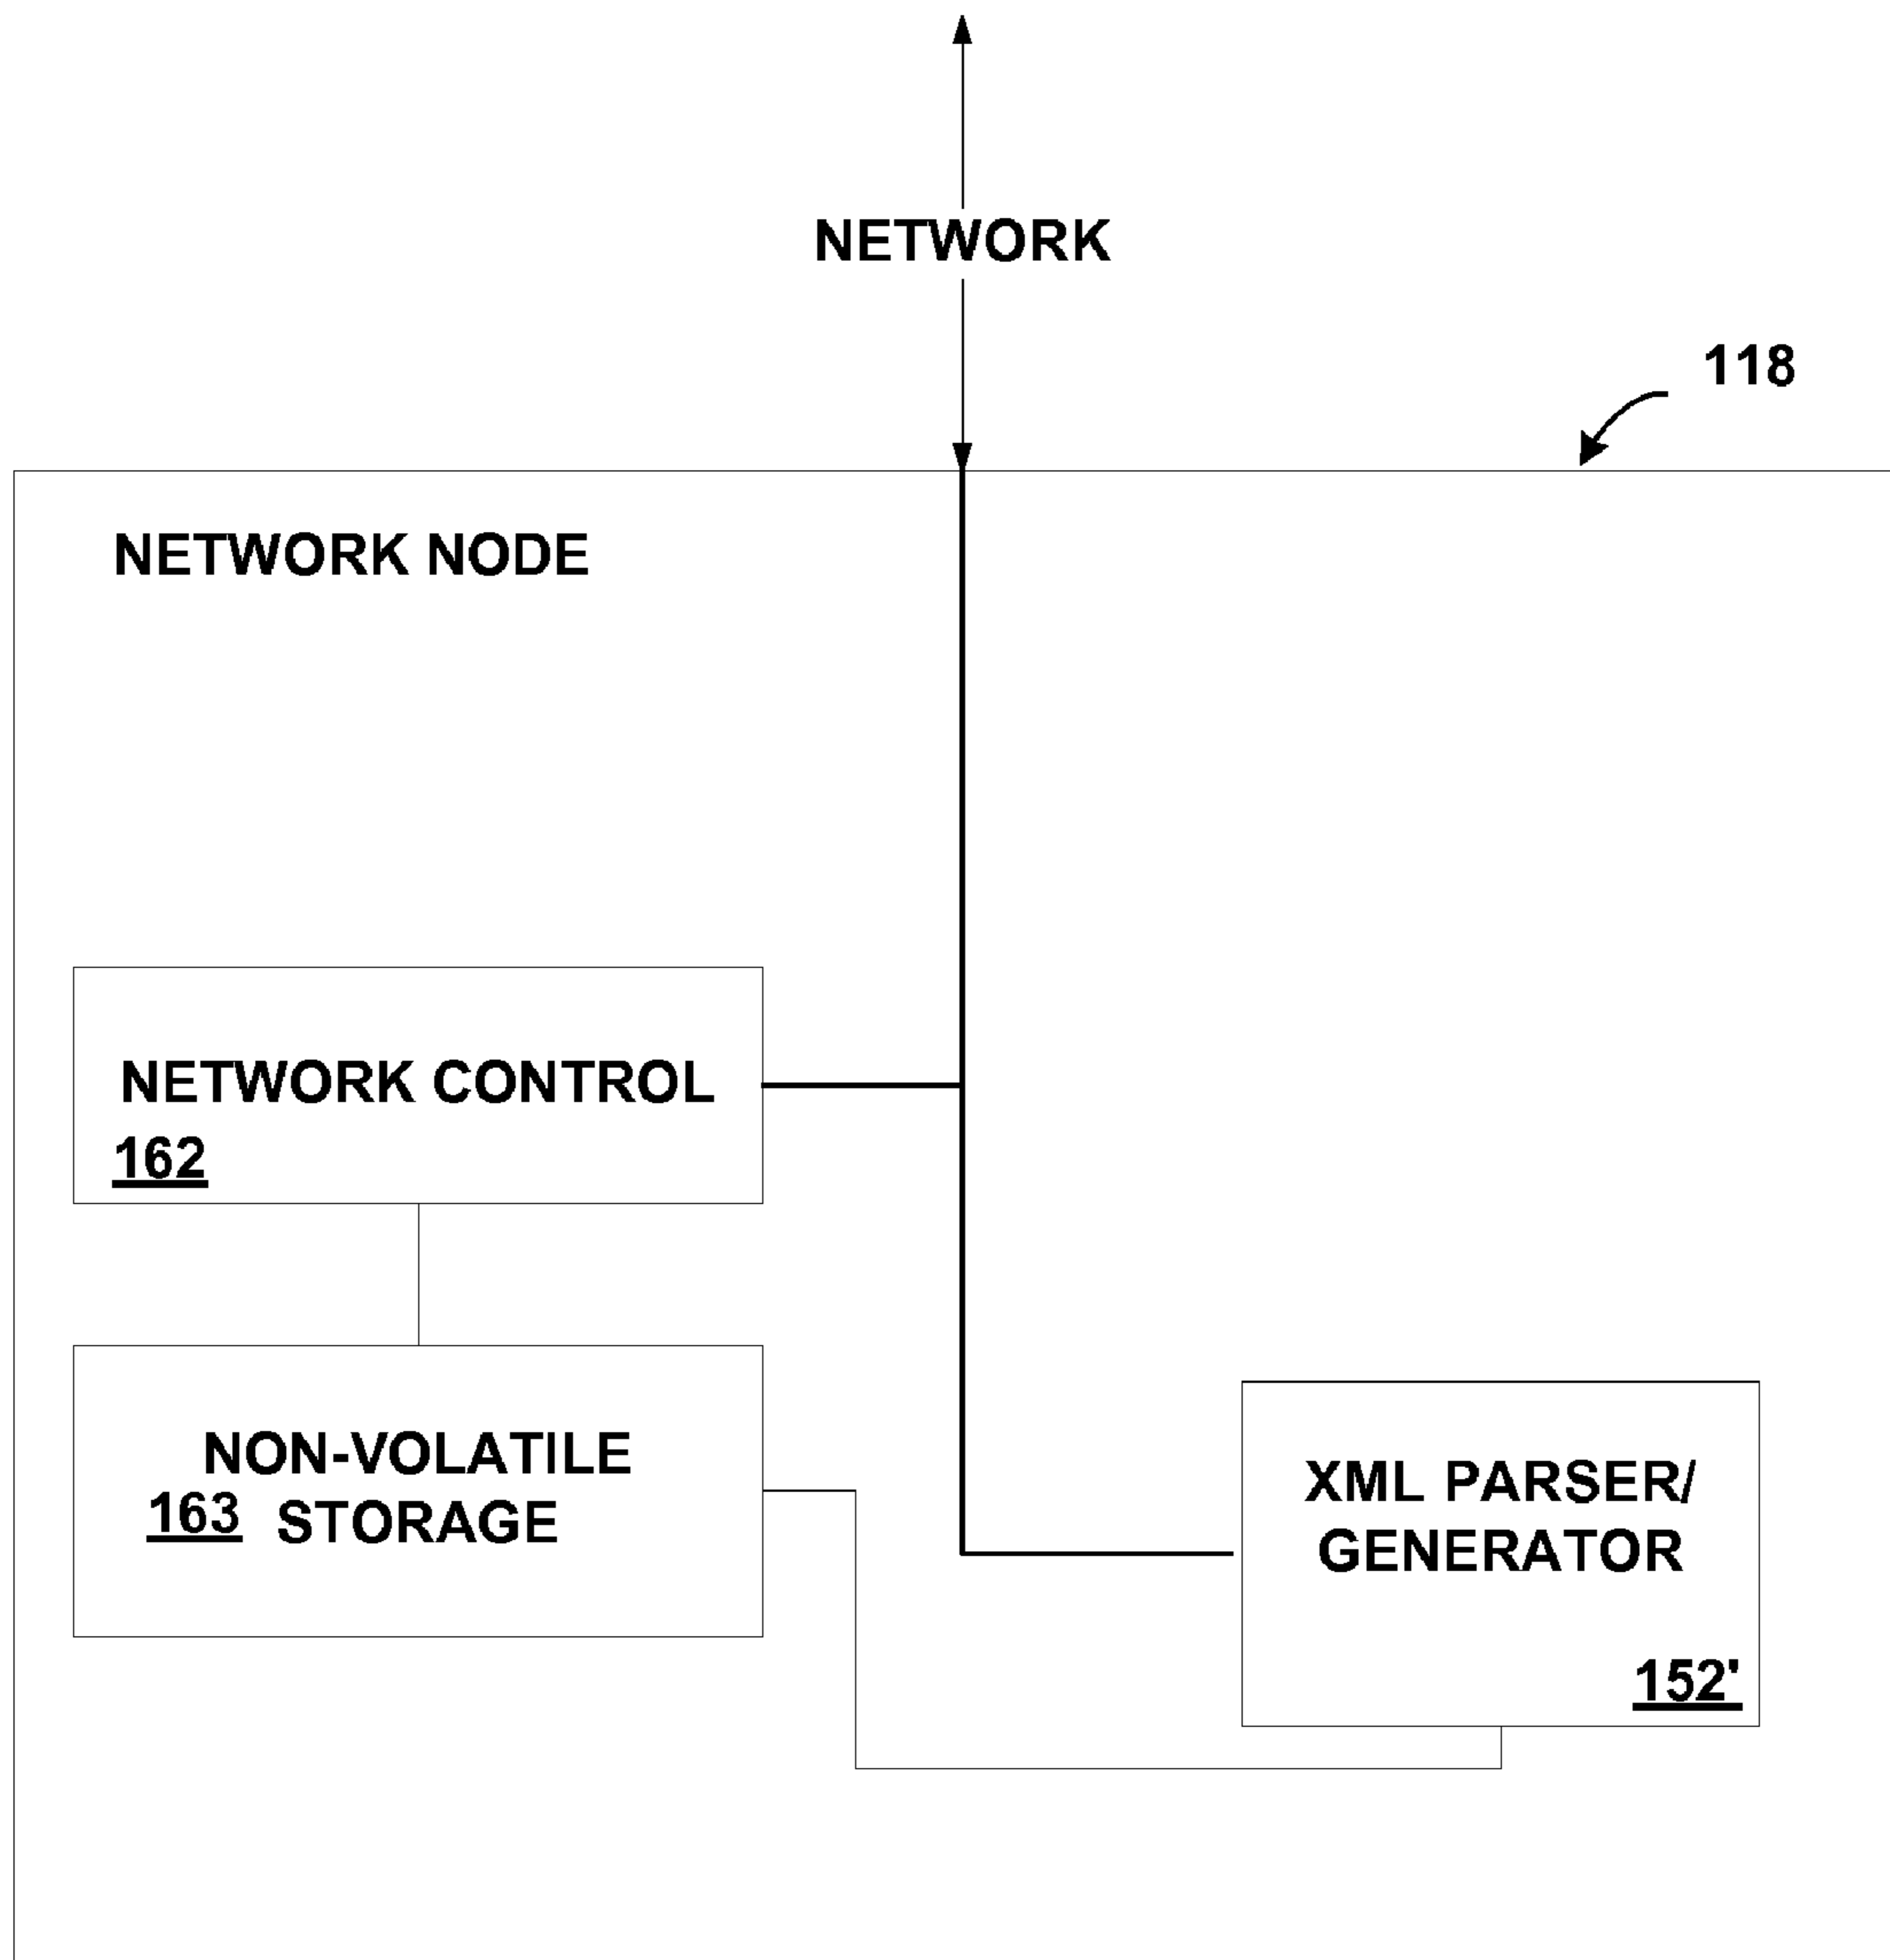 NETWORK
118
NETWORK NODE
NETWORK CONTROL
162
NON-VOLATILE
163 STORAGE
XML PARSER/
GENERATOR
152'